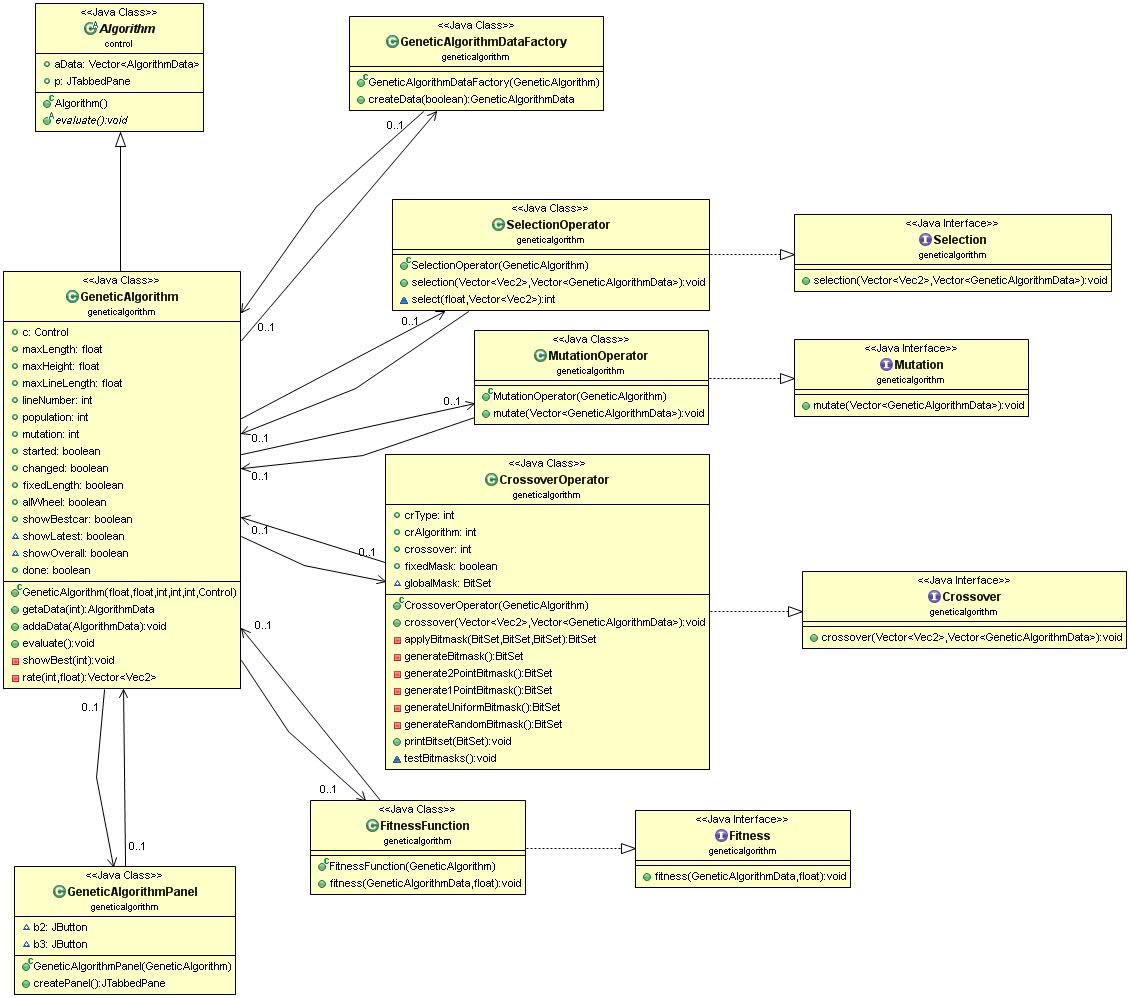 <<Java Class>>
Algorithm
control
aData: Vector<AlgorithmData>
p: JTabbedPane
Algorithm()
evaluate():void
<<Java Class>>
GeneticAlgorithmDataFactory
geneticalgorithm
GeneticAlgorithmDataFactory(GeneticAlgorithm)
createData(boolean):GeneticAlgorithmData
0..1
0..1
<<Java Class>>
SelectionOperator
geneticalgorithm
SelectionOperator(GeneticAlgorithm)
selection(Vector<Vec2>,Vector<GeneticAlgorithmData>):void
select(float,Vector<Vec2>):int
<<Java Interface>>
Selection
geneticalgorithm
selection(Vector<Vec2>,Vector<GeneticAlgorithmData>):void
0..1
0..1
<<Java Class>>
GeneticAlgorithm
geneticalgorithm
c: Control
maxLength: float
maxHeight: float
maxLineLength: float
lineNumber: int
population: int
mutation: int
started: boolean
changed: boolean
fixedLength: boolean
allWheel: boolean
showBestcar: boolean
showLatest: boolean
showOverall: boolean
done: boolean
GeneticAlgorithm(float,float,int,int,int,Control)
getaData(int):AlgorithmData
addaData(AlgorithmData):void
evaluate():void
showBest(int):void
rate(int,float):Vector<Vec2>
<<Java Class>>
MutationOperator
geneticalgorithm
MutationOperator(GeneticAlgorithm)
mutate(Vector<GeneticAlgorithmData>):void
<<Java Interface>>
Mutation
geneticalgorithm
mutate(Vector<GeneticAlgorithmData>):void
0..1
0..1
<<Java Class>>
CrossoverOperator
geneticalgorithm
crType: int
crAlgorithm: int
crossover: int
fixedMask: boolean
globalMask: BitSet
CrossoverOperator(GeneticAlgorithm)
crossover(Vector<Vec2>,Vector<GeneticAlgorithmData>):void
applyBitmask(BitSet,BitSet,BitSet):BitSet
generateBitmask():BitSet
generate2PointBitmask():BitSet
generate1PointBitmask():BitSet
generateUniformBitmask():BitSet
generateRandomBitmask():BitSet
printBitset(BitSet):void
testBitmasks():void
0..1
0..1
<<Java Interface>>
Crossover
geneticalgorithm
crossover(Vector<Vec2>,Vector<GeneticAlgorithmData>):void
0..1
0..1
<<Java Class>>
FitnessFunction
geneticalgorithm
FitnessFunction(GeneticAlgorithm)
fitness(GeneticAlgorithmData,float):void
<<Java Interface>>
Fitness
geneticalgorithm
fitness(GeneticAlgorithmData,float):void
0..1
0..1
<<Java Class>>
GeneticAlgorithmPanel
geneticalgorithm
b2: JButton
b3: JButton
GeneticAlgorithmPanel(GeneticAlgorithm)
createPanel():JTabbedPane